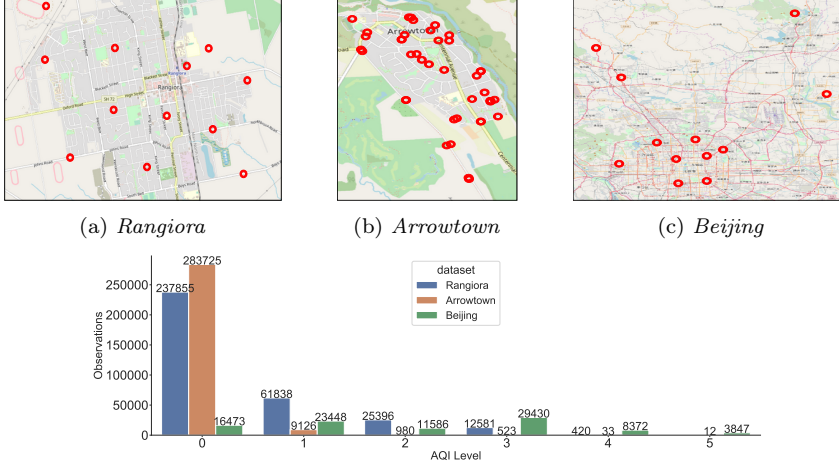 Arrowtown
Rangiora
Rangiora
(a) Rangiora
(b) Arrowtown
(c) Beijing
283725
237855
250000
200000
150000
100000
50000
0
Observations
dataset
Rangiora
Arrowtown
Beijing
61838
9126
23448
16473
25396
980
11586
12581
523
29430
420 33 8372
12 3847
0 1 2 3 4 5
AQI Level